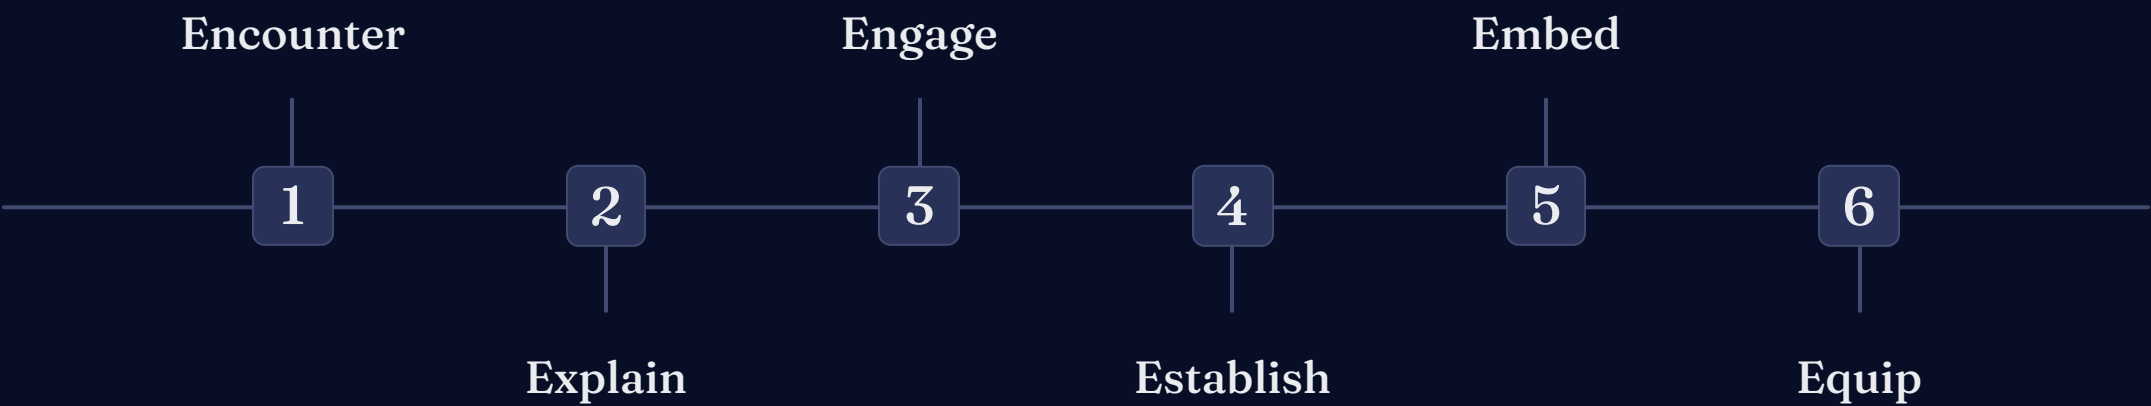 Encounter
Engage
Embed
1
2
3
4
5
6
Explain
Establish
Equip